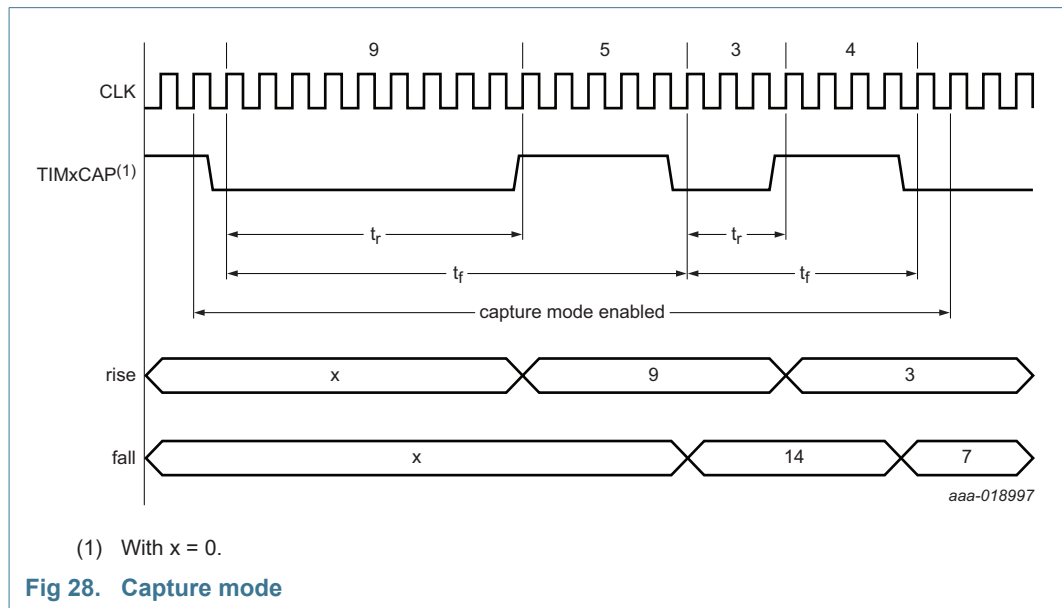 9 5 3 4
CLK
TIMxCAP(1)
tr tr
tf tf
capture mode enabled
rise x 9 3
fall x 14 7
aaa-018997
(1) With x = 0.
Fig 28. Capture mode